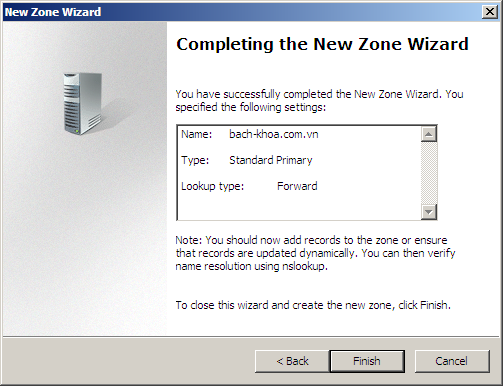 New Zone Wizard
Completing the New Zone Wizard
You have successfully completed the New Zone Wizard. You
specified the following settings:
Name: bach-khoa.com.vn
Type: Standard Primary
Lookup type: Forward
Note: You should now add records to the zone or ensure
that records are updated dynamically. You can then verify
name resolution using nslookup.
To close this wizard and create the new zone, click Finish.
< Back Finish Cancel